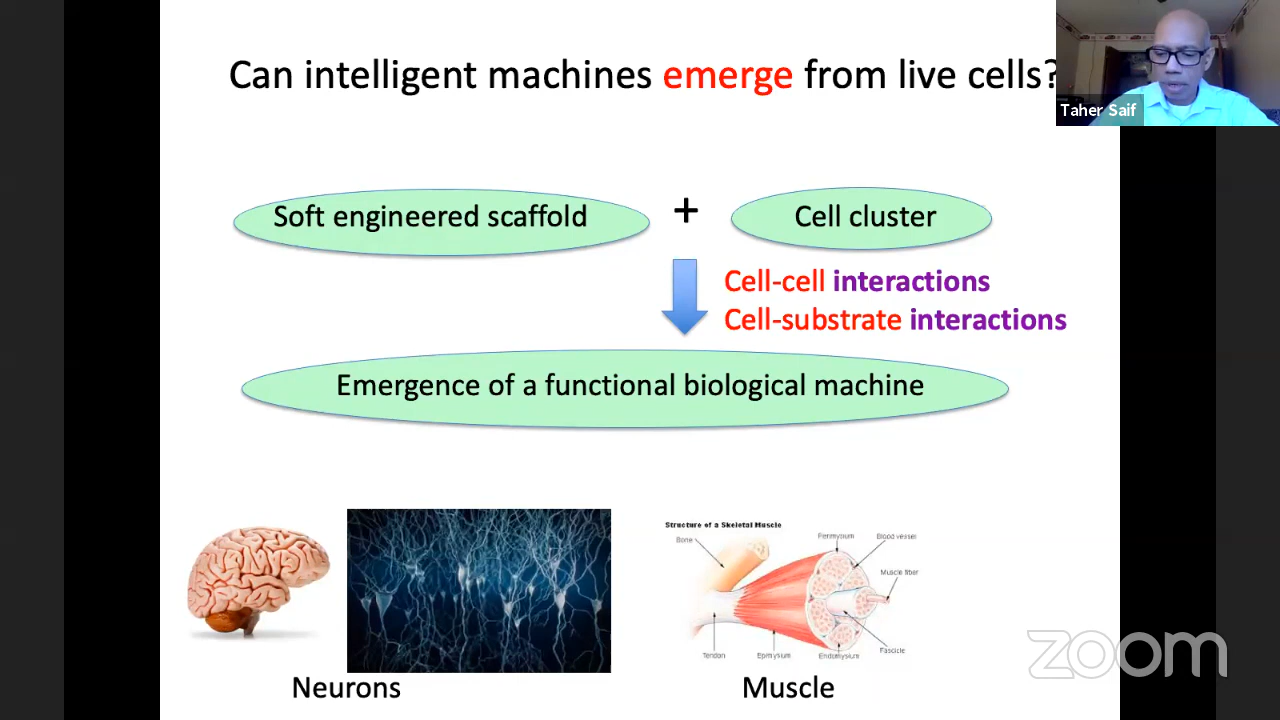 Can intelligent machines emerge from live cells?
Taher Saif
Soft engineered scaffold
+
Cell cluster
Cell-cell interactions
Cell-substrate interactions
Emergence of a functional biological machine
Structure of a Skeletal Muscle
Bone
Perimysium
Blood vessel
Muscle fiber
Fascicle
Endomysium
Epimysium
Tendon
Neurons
Muscle
zoom